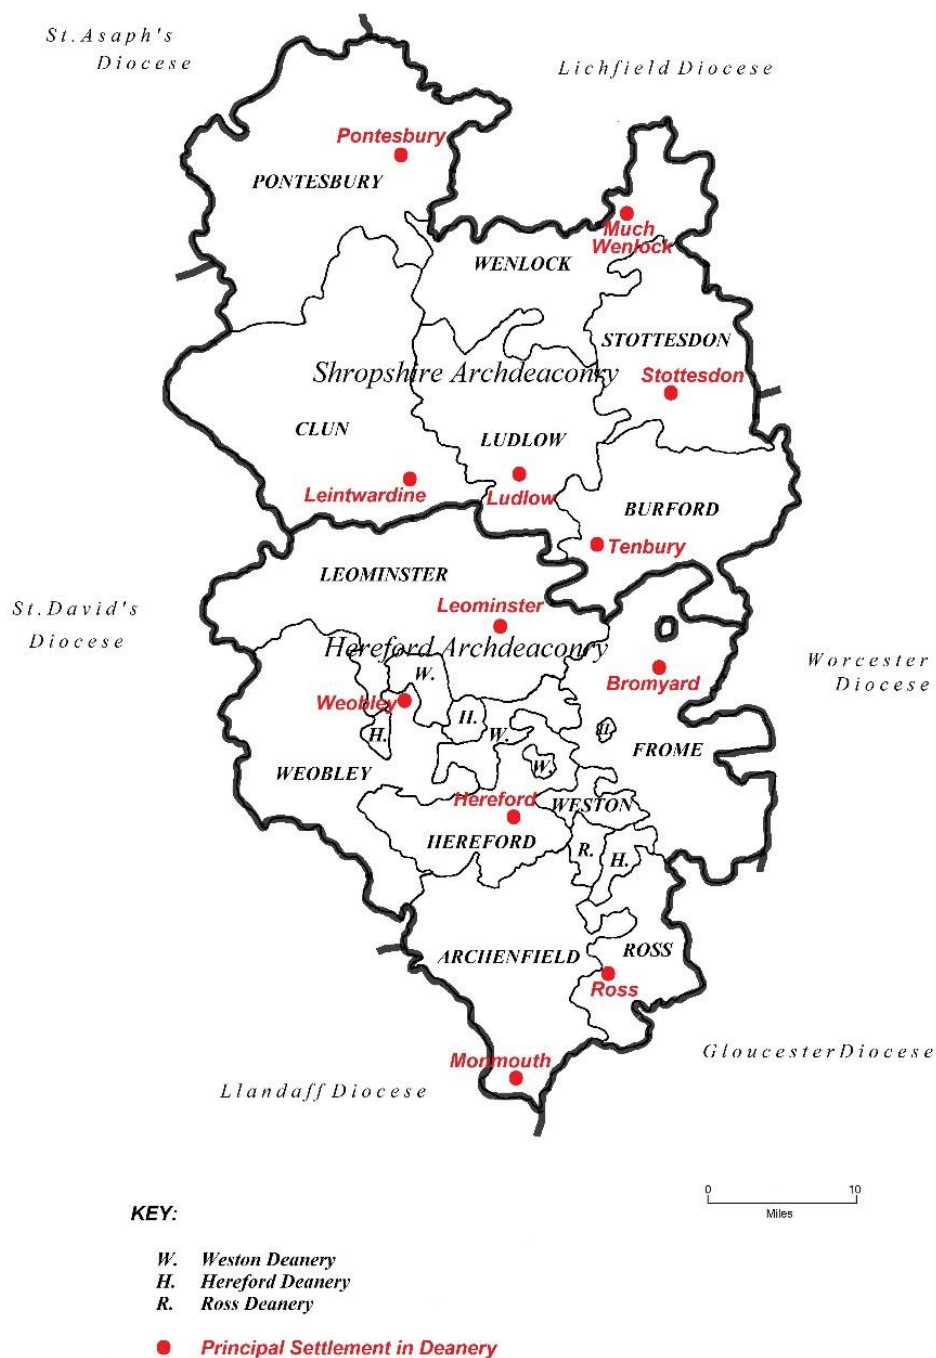 St. Asaph's
Diocese
Lichfield Diocese
Pontesbury
PONTESBURY
Much
Wenlock
WENLOCK
STOTTESDON
Shropshire Archdeaconry
Stottesdon
CLUN
LUDLOW
Leintwardine
Ludlow
BURFORD
Tenbury
LEOMINSTER
Leominster
St. David's
Diocese
Hereford Archdeaconry
W.
Bromyard
Worcester
Diocese
Weobley
H.
H.
W.
H.
WEOBLEY
W.
FROME
Hereford
WESTON
HEREFORD
R.
H.
ARCHENFIELD
ROSS
Ross
Gloucester Diocese
Monmouth
Llandaff Diocese
0 10
Miles
KEY:
W. Weston Deanery
H. Hereford Deanery
R. Ross Deanery
Principal Settlement in Deanery